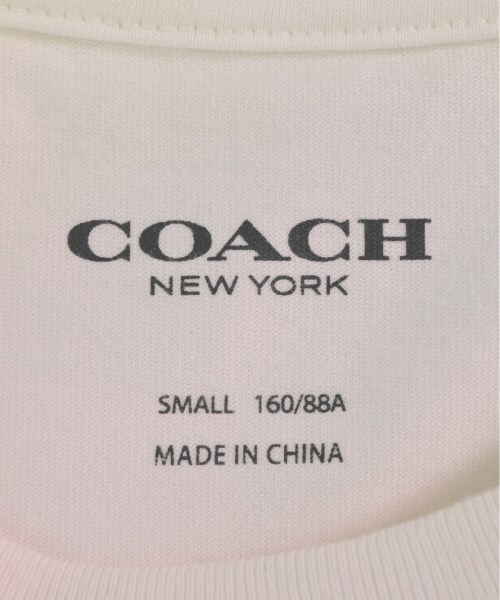 COACH
NEW YORK
SMALL 160/88A
MADE IN CHINA